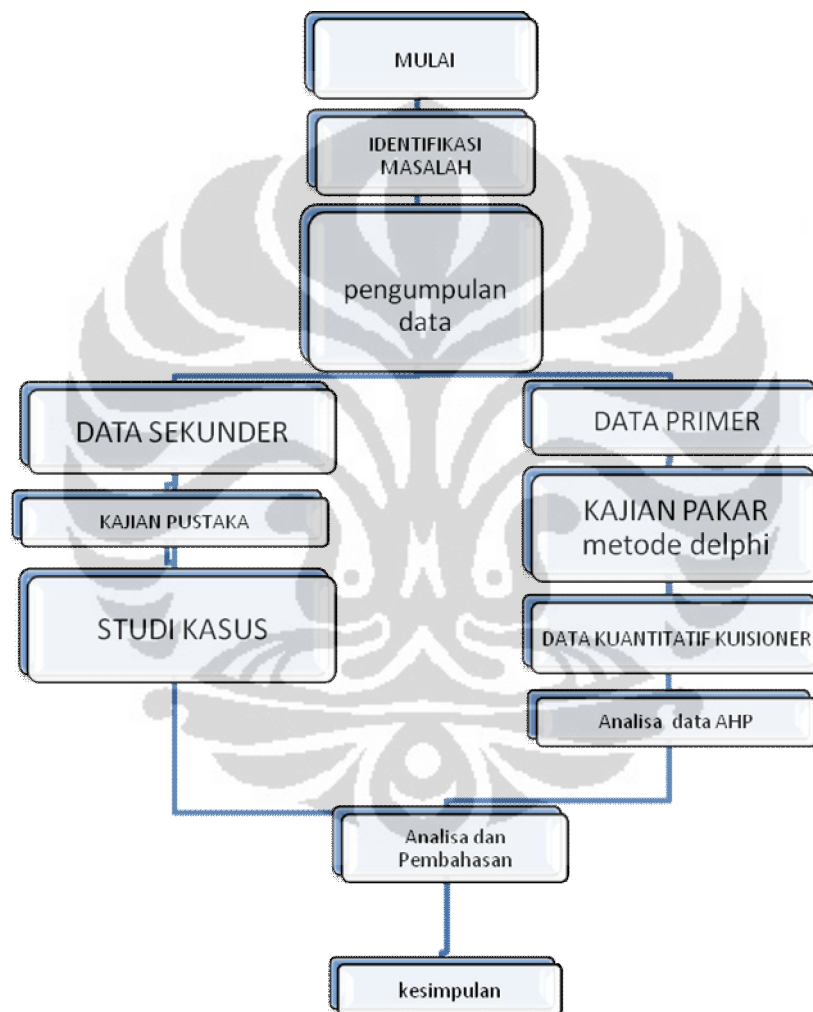 MULAI
IDENTIFIKASI
MASALAH
pengumpulan
data
DATA SEKUNDER
KAJIAN PUSTAKA
STUDI KASUS
DATA PRIMER
KAJIAN PAKAR
metode delphi
DATA KUANTITATIF KUISIONER
Analisa data AHP
Analisa dan
Pembahasan
kesimpulan